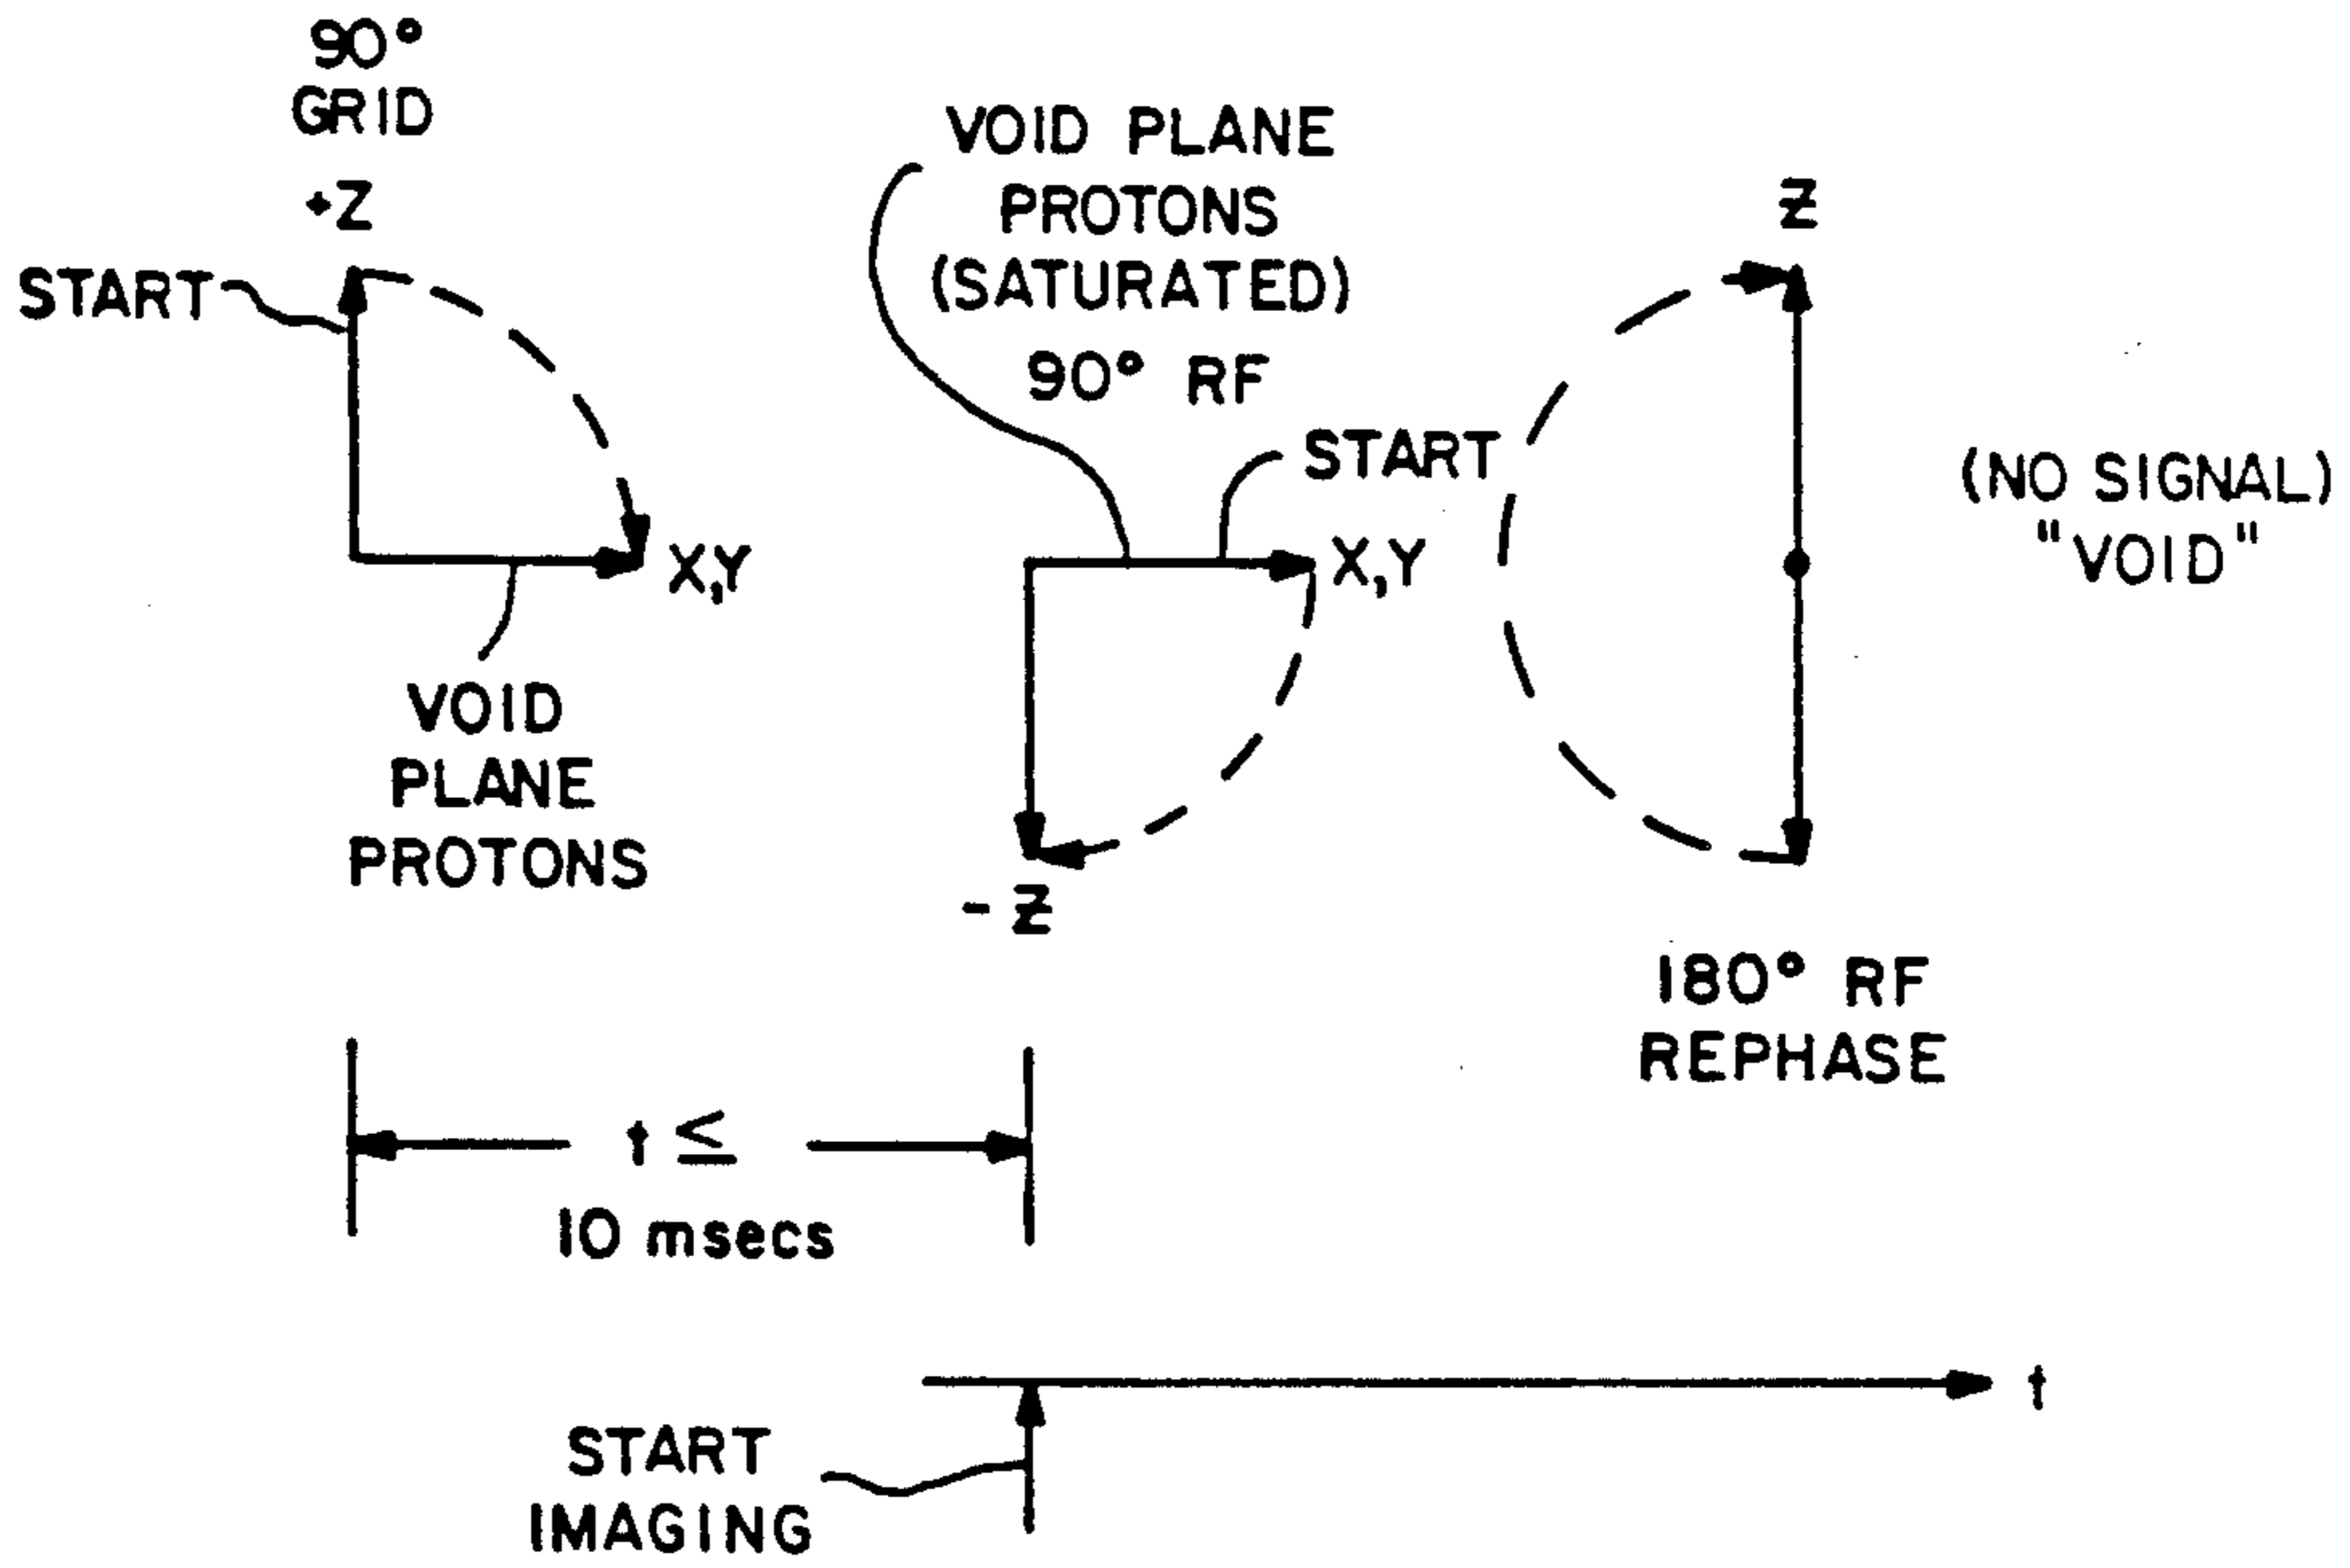 90°
GRID
+Z
START
X,Y
VOID
PLANE
PROTONS
VOID PLANE
PROTONS
(SATURATED)
90° RF
START
X,Y
-Z
Z
(NO SIGNAL)
"VOID"
180° RF
REPHASE
t ≤
10 msecs
t
START
IMAGING